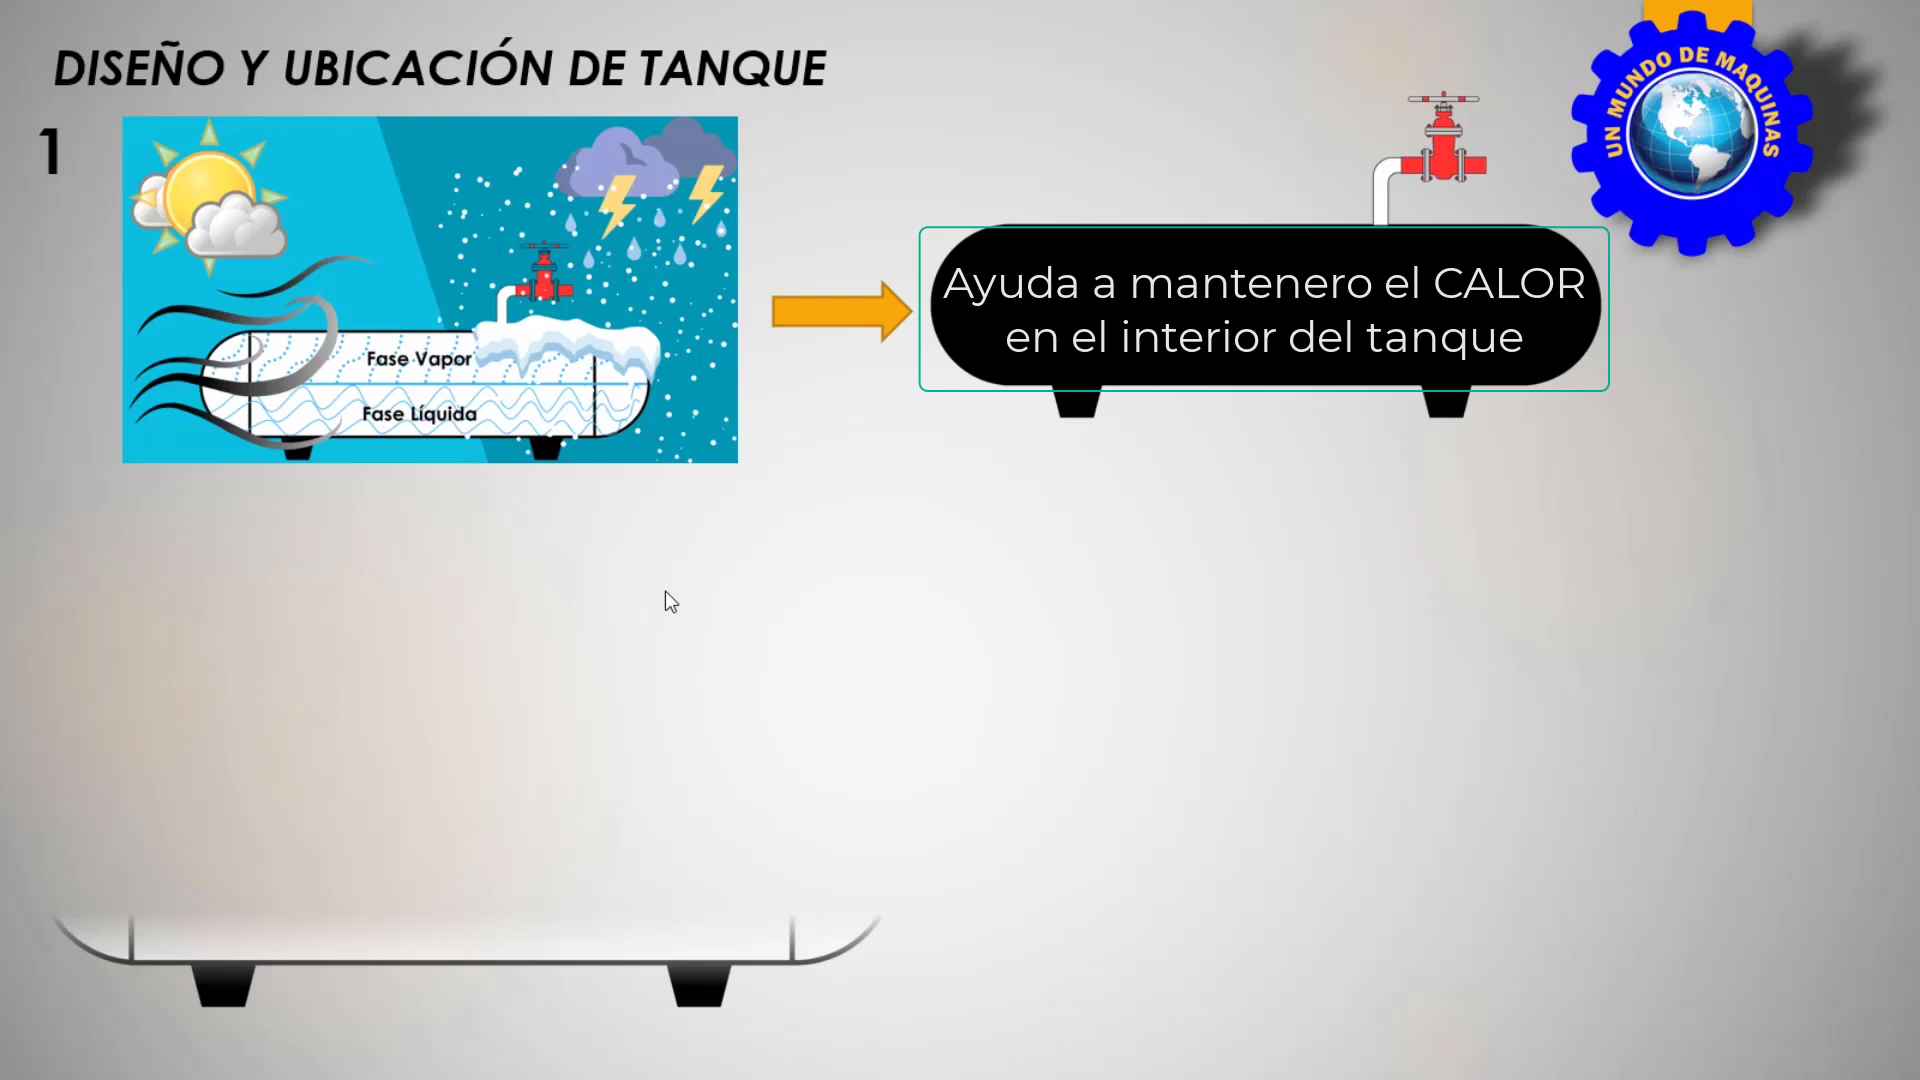 DISEÑO Y UBICACIÓN DE TANQUE
UN MUNDO DE MAQUINAS
1
Fase Vapor
Fase Líquida
Ayuda a mantenero el CALOR
en el interior del tanque